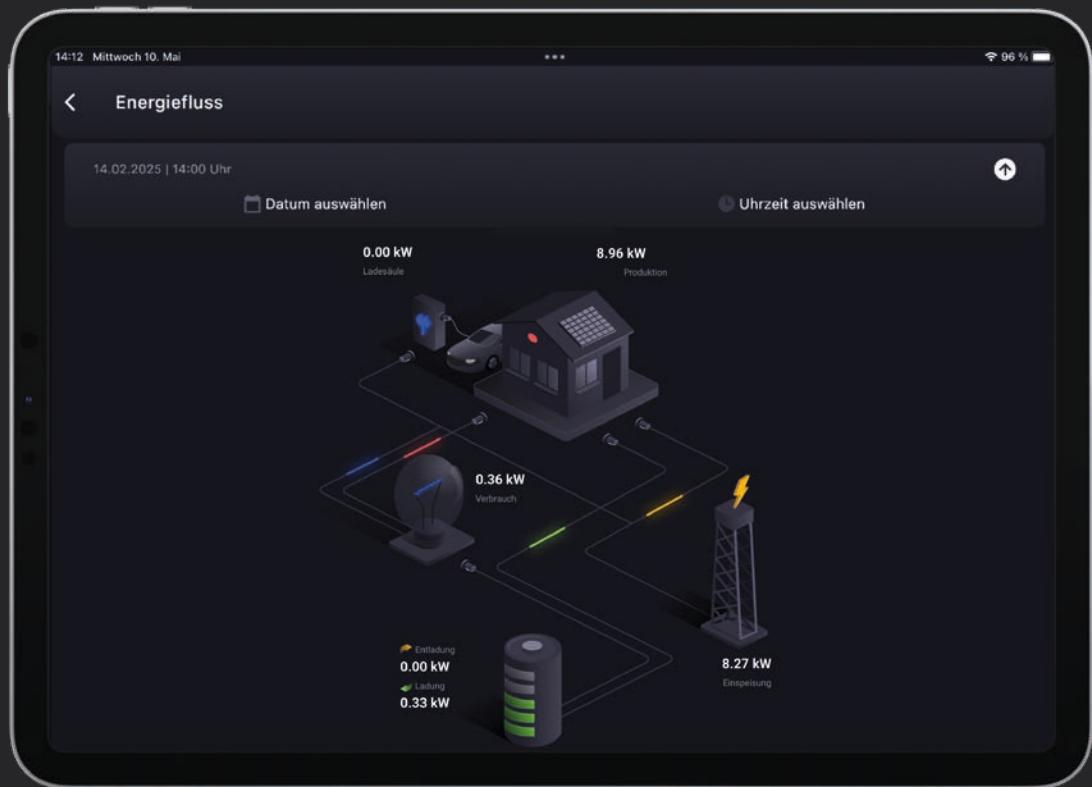 14:12 Mittwoch 10. Mai
96 %
Energiefluss
14.02.2025 | 14:00 Uhr
Datum auswählen
Uhrzeit auswählen
0.00 kW
Ladesäule
8.96 kW
Produktion
0.36 kW
Verbrauch
Entladung
0.00 kW
Ladung
0.33 kW
8.27 kW
Einspeisung